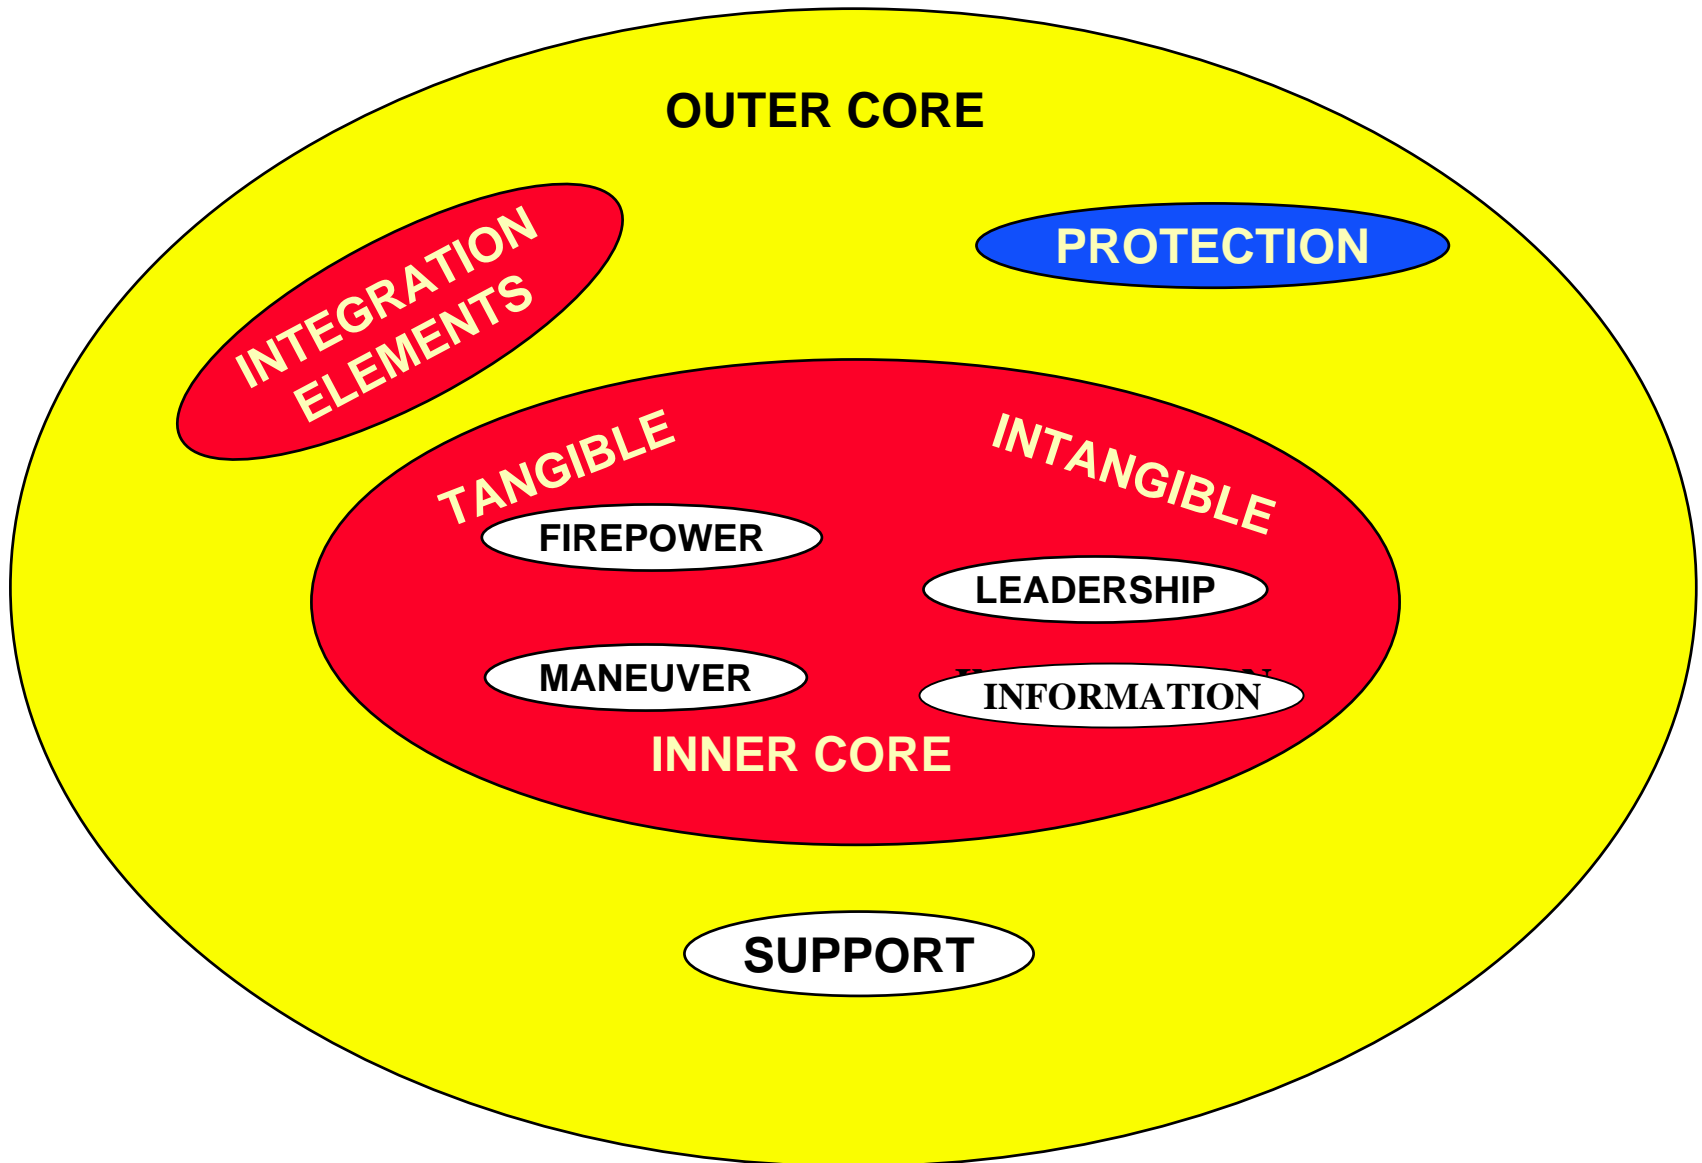 OUTER CORE
INTEGRATION
ELEMENTS
PROTECTION
TANGIBLE
INTANGIBLE
FIREPOWER
LEADERSHIP
MANEUVER
INFORMATION
INNER CORE
SUPPORT